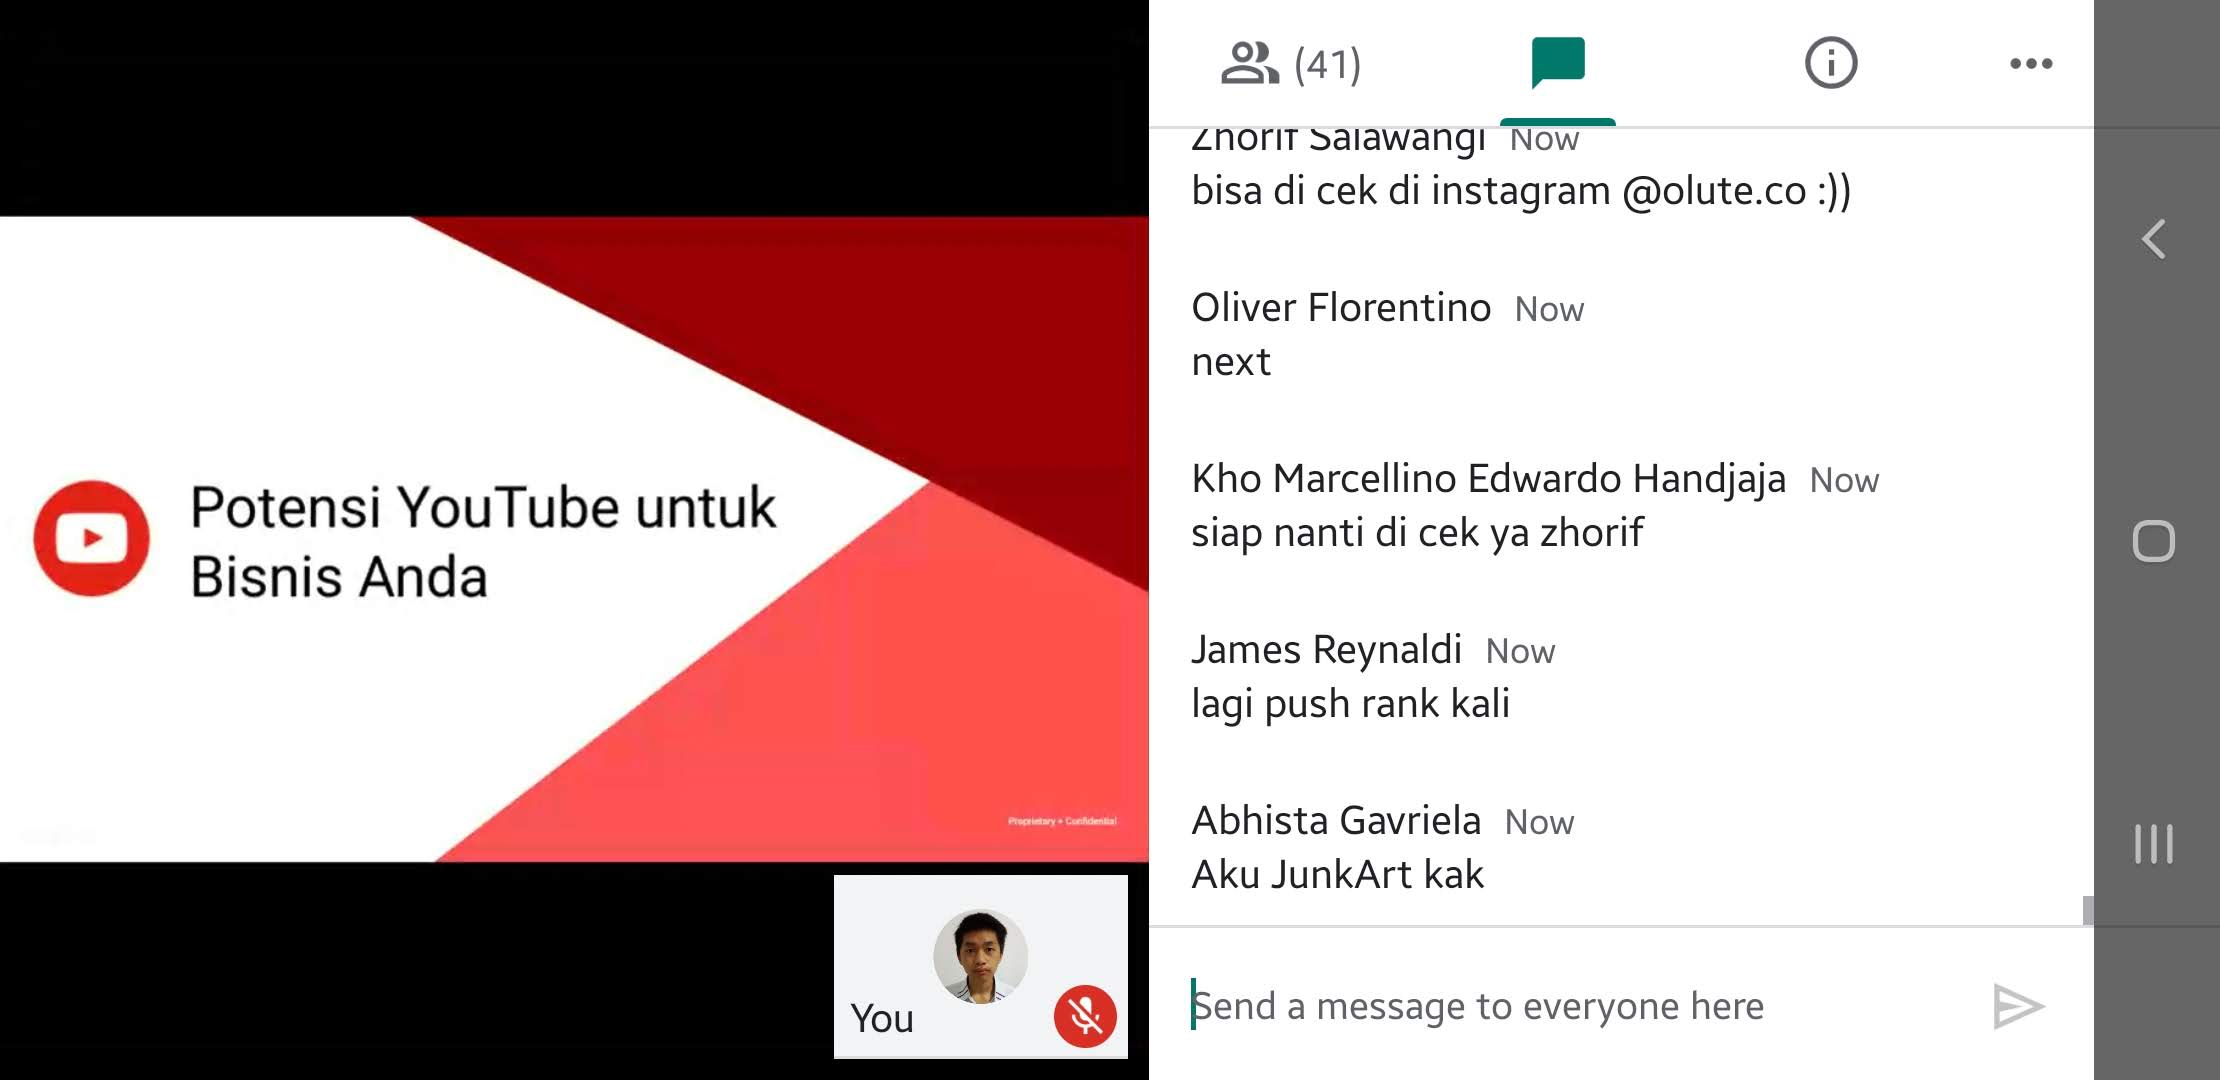 Potensi YouTube untuk
Bisnis Anda
Proprietary + Confidential
You
(41)
Zhorif Salawangi Now
bisa di cek di instagram @olute.co :))
Oliver Florentino Now
next
Kho Marcellino Edwardo Handjaja Now
siap nanti di cek ya zhorif
James Reynaldi Now
lagi push rank kali
Abhista Gavriela Now
Aku JunkArt kak
Send a message to everyone here